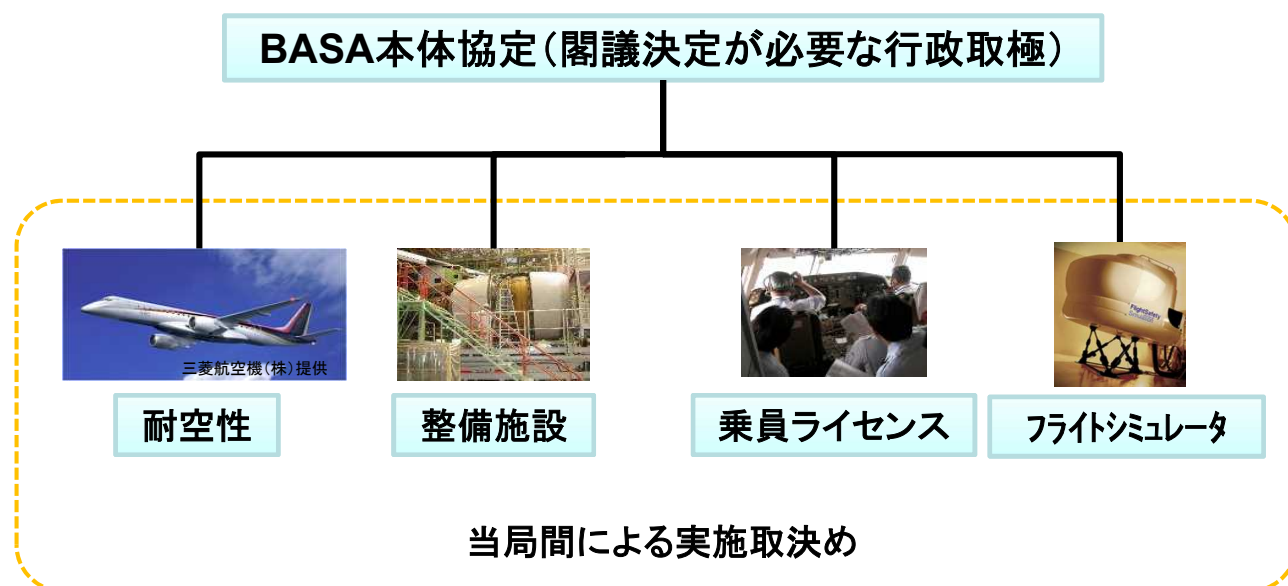 BASA本体協定(閣議決定が必要な行政取極)
三菱航空機(株)提供
FlightSafety
耐空性
整備施設
乗員ライセンス
フライトシミュレータ
当局間による実施取決め